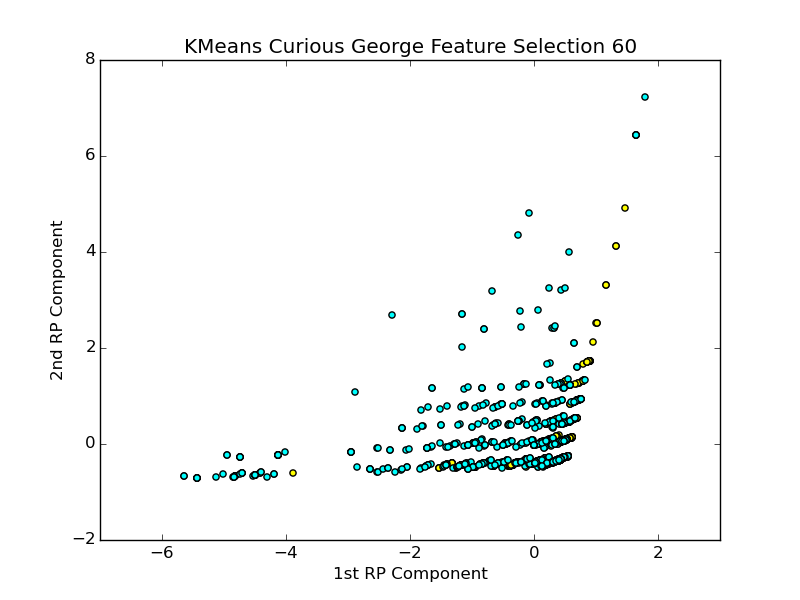 KMeans Curious George Feature Selection 60
8
6
4
2
0
−2
2nd RP Component
−6 −4 −2 0 2
1st RP Component